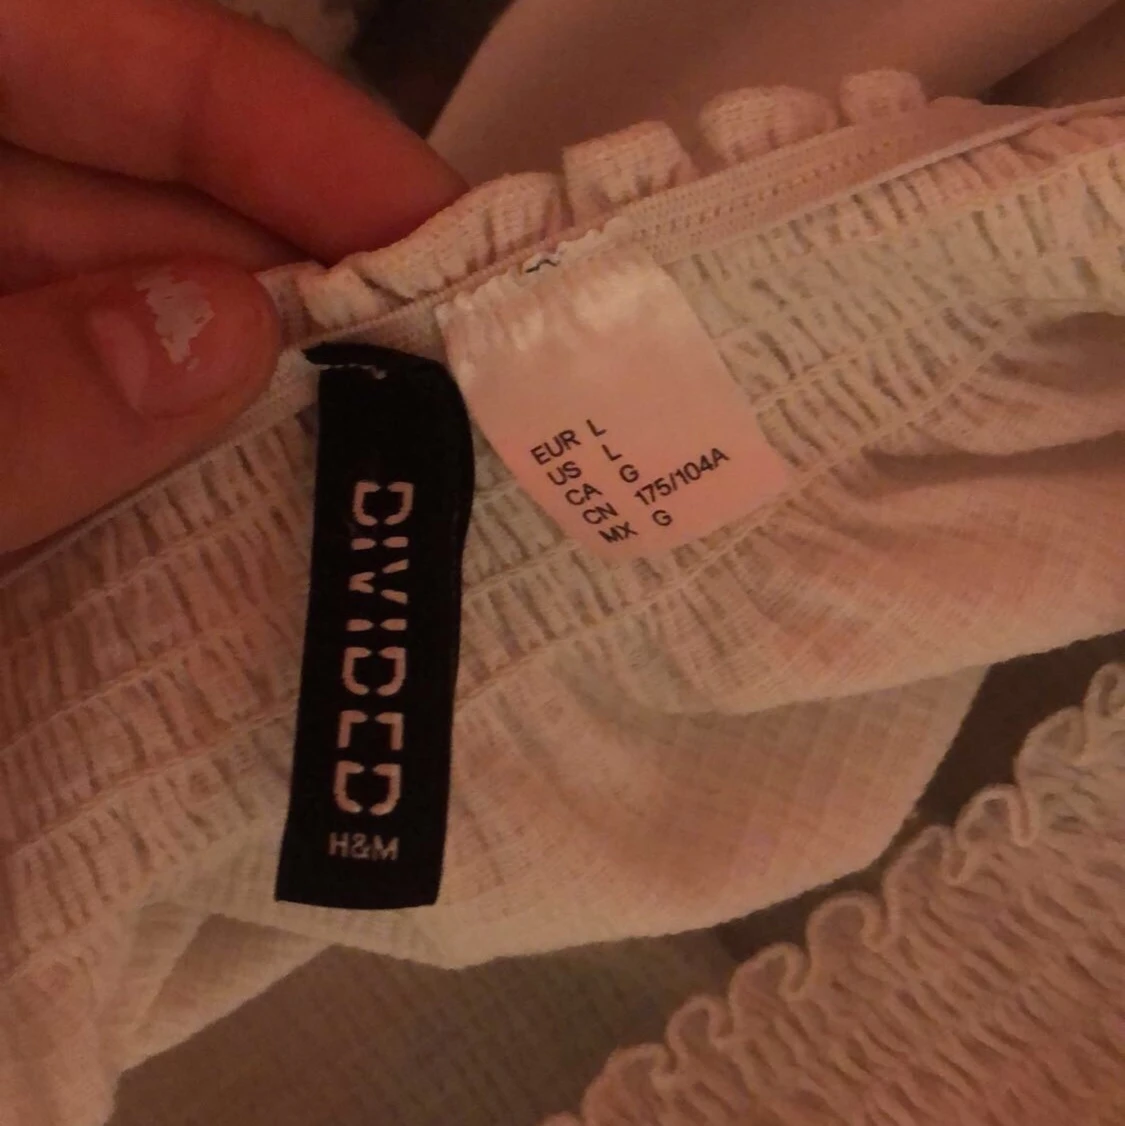 DIVIDED
H&M
EUR L
US L
CA G
CN 175/104A
MX G